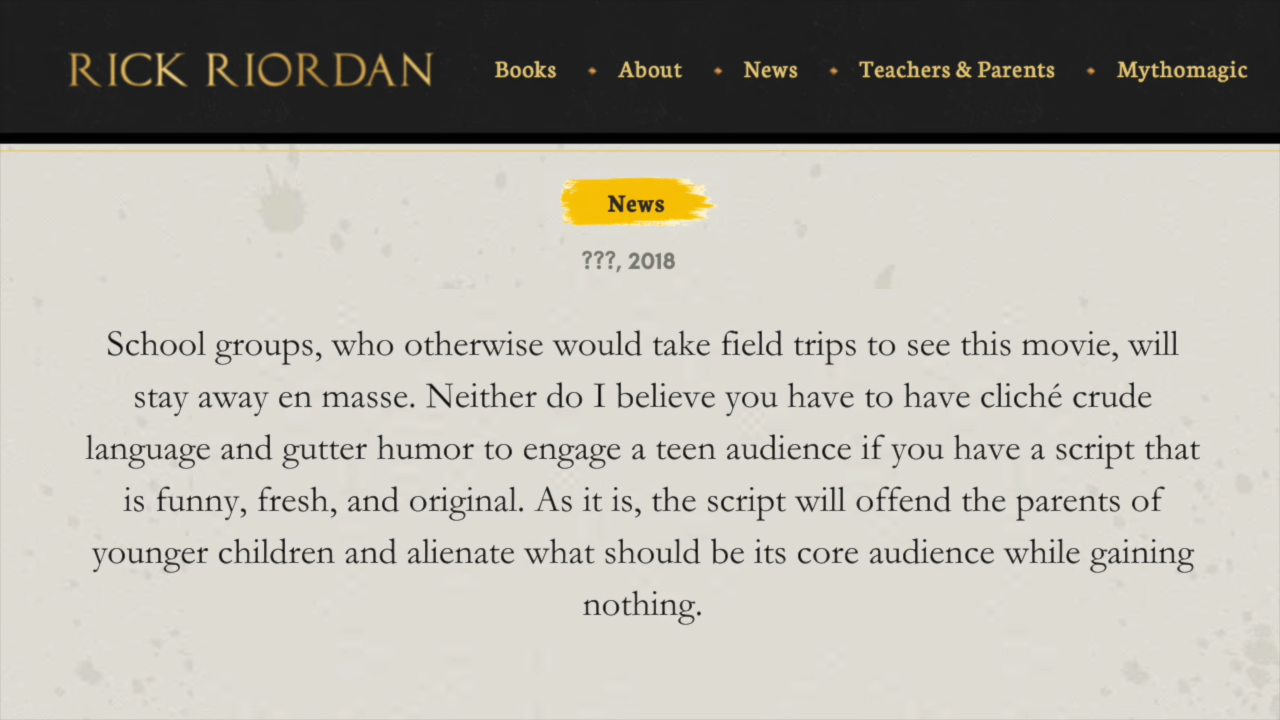 RICK RIORDAN Books About News Teachers & Parents Mythomagic
News
???, 2018
School groups, who otherwise would take field trips to see this movie, will
stay away en masse. Neither do I believe you have to have cliché crude
language and gutter humor to engage a teen audience if you have a script that
is funny, fresh, and original. As it is, the script will offend the parents of
younger children and alienate what should be its core audience while gaining
nothing.